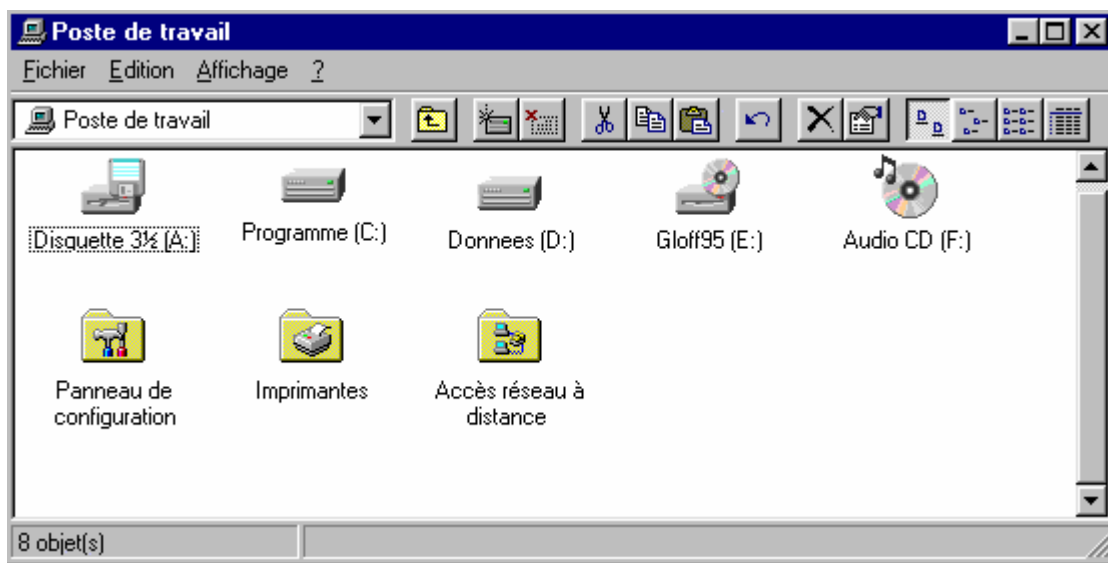 Poste de travail
Fichier Edition Affichage ?
Poste de travail
Disquette 3½ (A:) Programme (C:) Donnees (D:) Gloff95 (E:) Audio CD (F:)
Panneau de configuration Imprimantes Accès réseau à distance
8 objet(s)